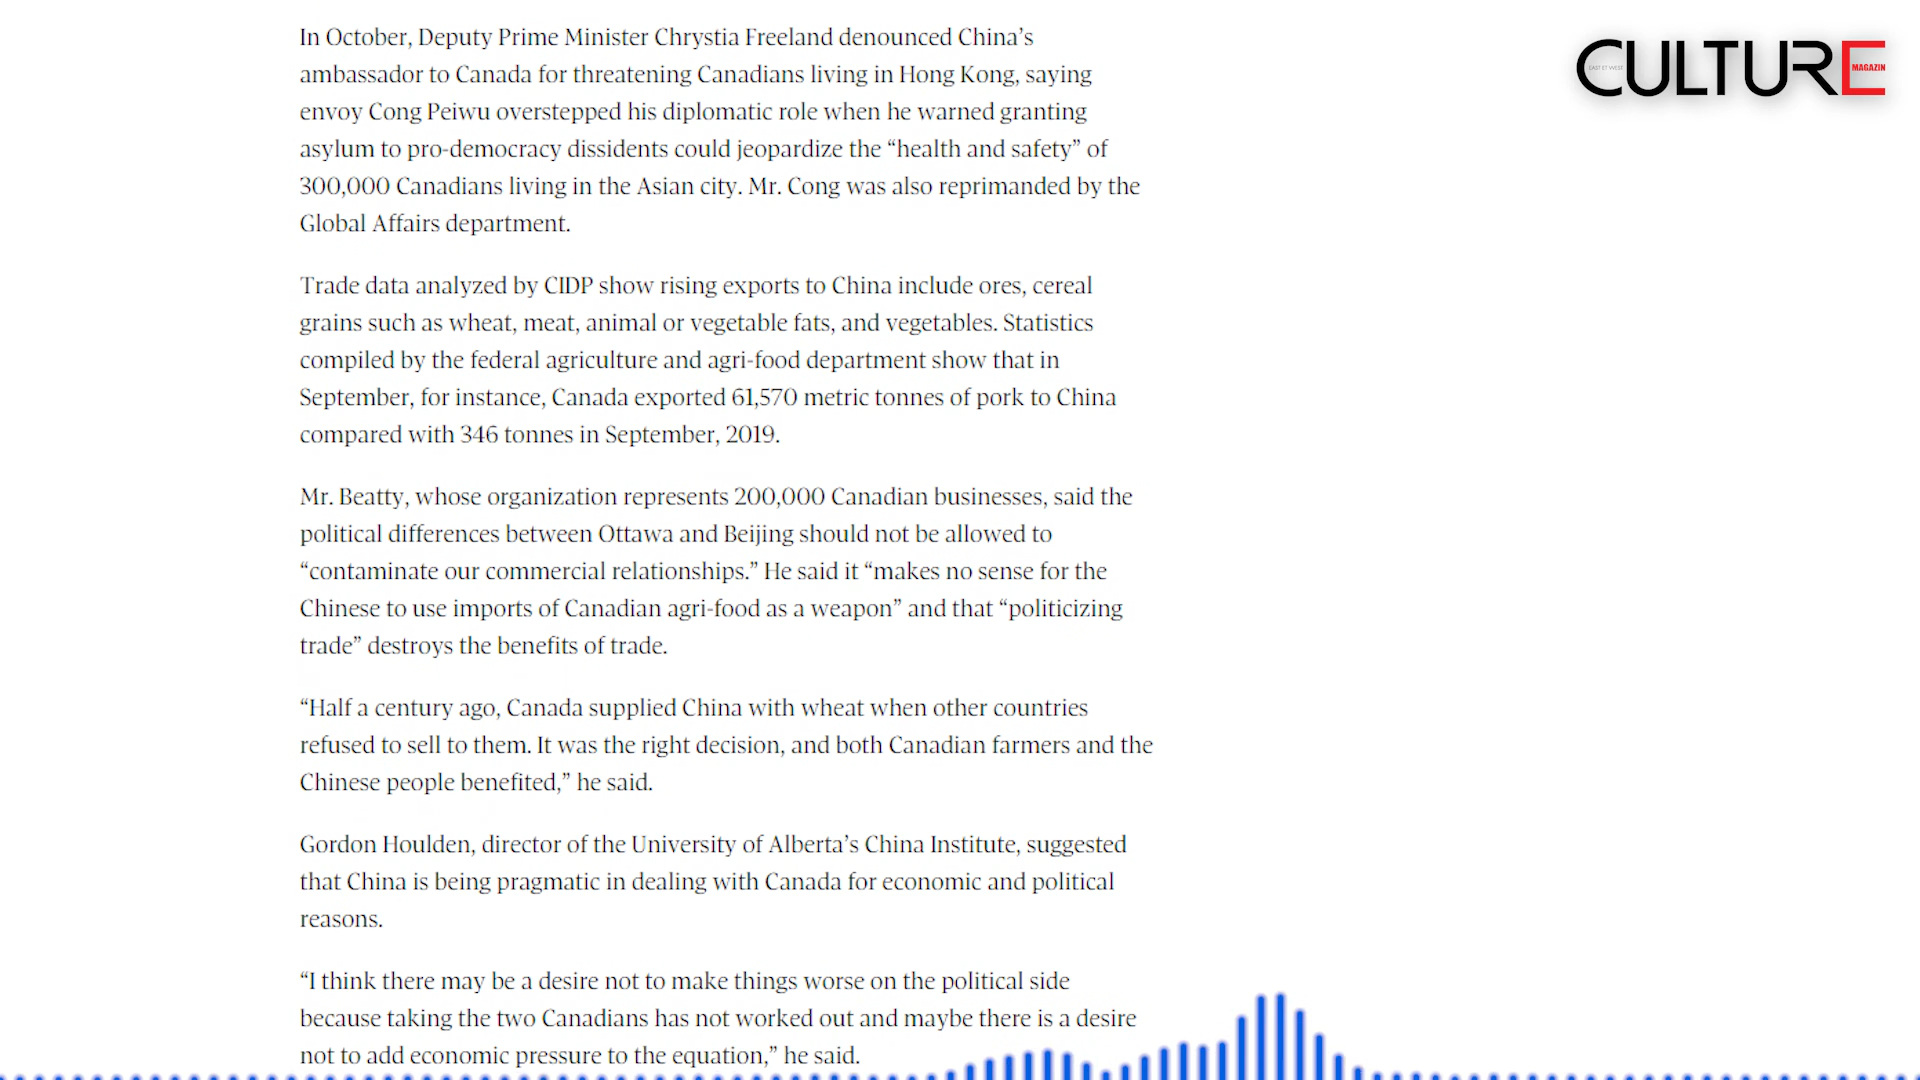 In October, Deputy Prime Minister Chrystia Freeland denounced China’s
ambassador to Canada for threatening Canadians living in Hong Kong, saying
envoy Cong Peiwu overstepped his diplomatic role when he warned granting
asylum to pro-democracy dissidents could jeopardize the “health and safety” of
300,000 Canadians living in the Asian city. Mr. Cong was also reprimanded by the
Global Affairs department.
Trade data analyzed by CIDP show rising exports to China include ores, cereal
grains such as wheat, meat, animal or vegetable fats, and vegetables. Statistics
compiled by the federal agriculture and agri-food department show that in
September, for instance, Canada exported 61,570 metric tonnes of pork to China
compared with 346 tonnes in September, 2019.
Mr. Beatty, whose organization represents 200,000 Canadian businesses, said the
political differences between Ottawa and Beijing should not be allowed to
“contaminate our commercial relationships.” He said it “makes no sense for the
Chinese to use imports of Canadian agri-food as a weapon” and that “politicizing
trade” destroys the benefits of trade.
“Half a century ago, Canada supplied China with wheat when other countries
refused to sell to them. It was the right decision, and both Canadian farmers and the
Chinese people benefited,” he said.
Gordon Houlden, director of the University of Alberta’s China Institute, suggested
that China is being pragmatic in dealing with Canada for economic and political
reasons.
“I think there may be a desire not to make things worse on the political side
because taking the two Canadians has not worked out and maybe there is a desire
not to add economic pressure to the equation,” he said.
CULTURE
EAST ET WEST
MAGAZIN